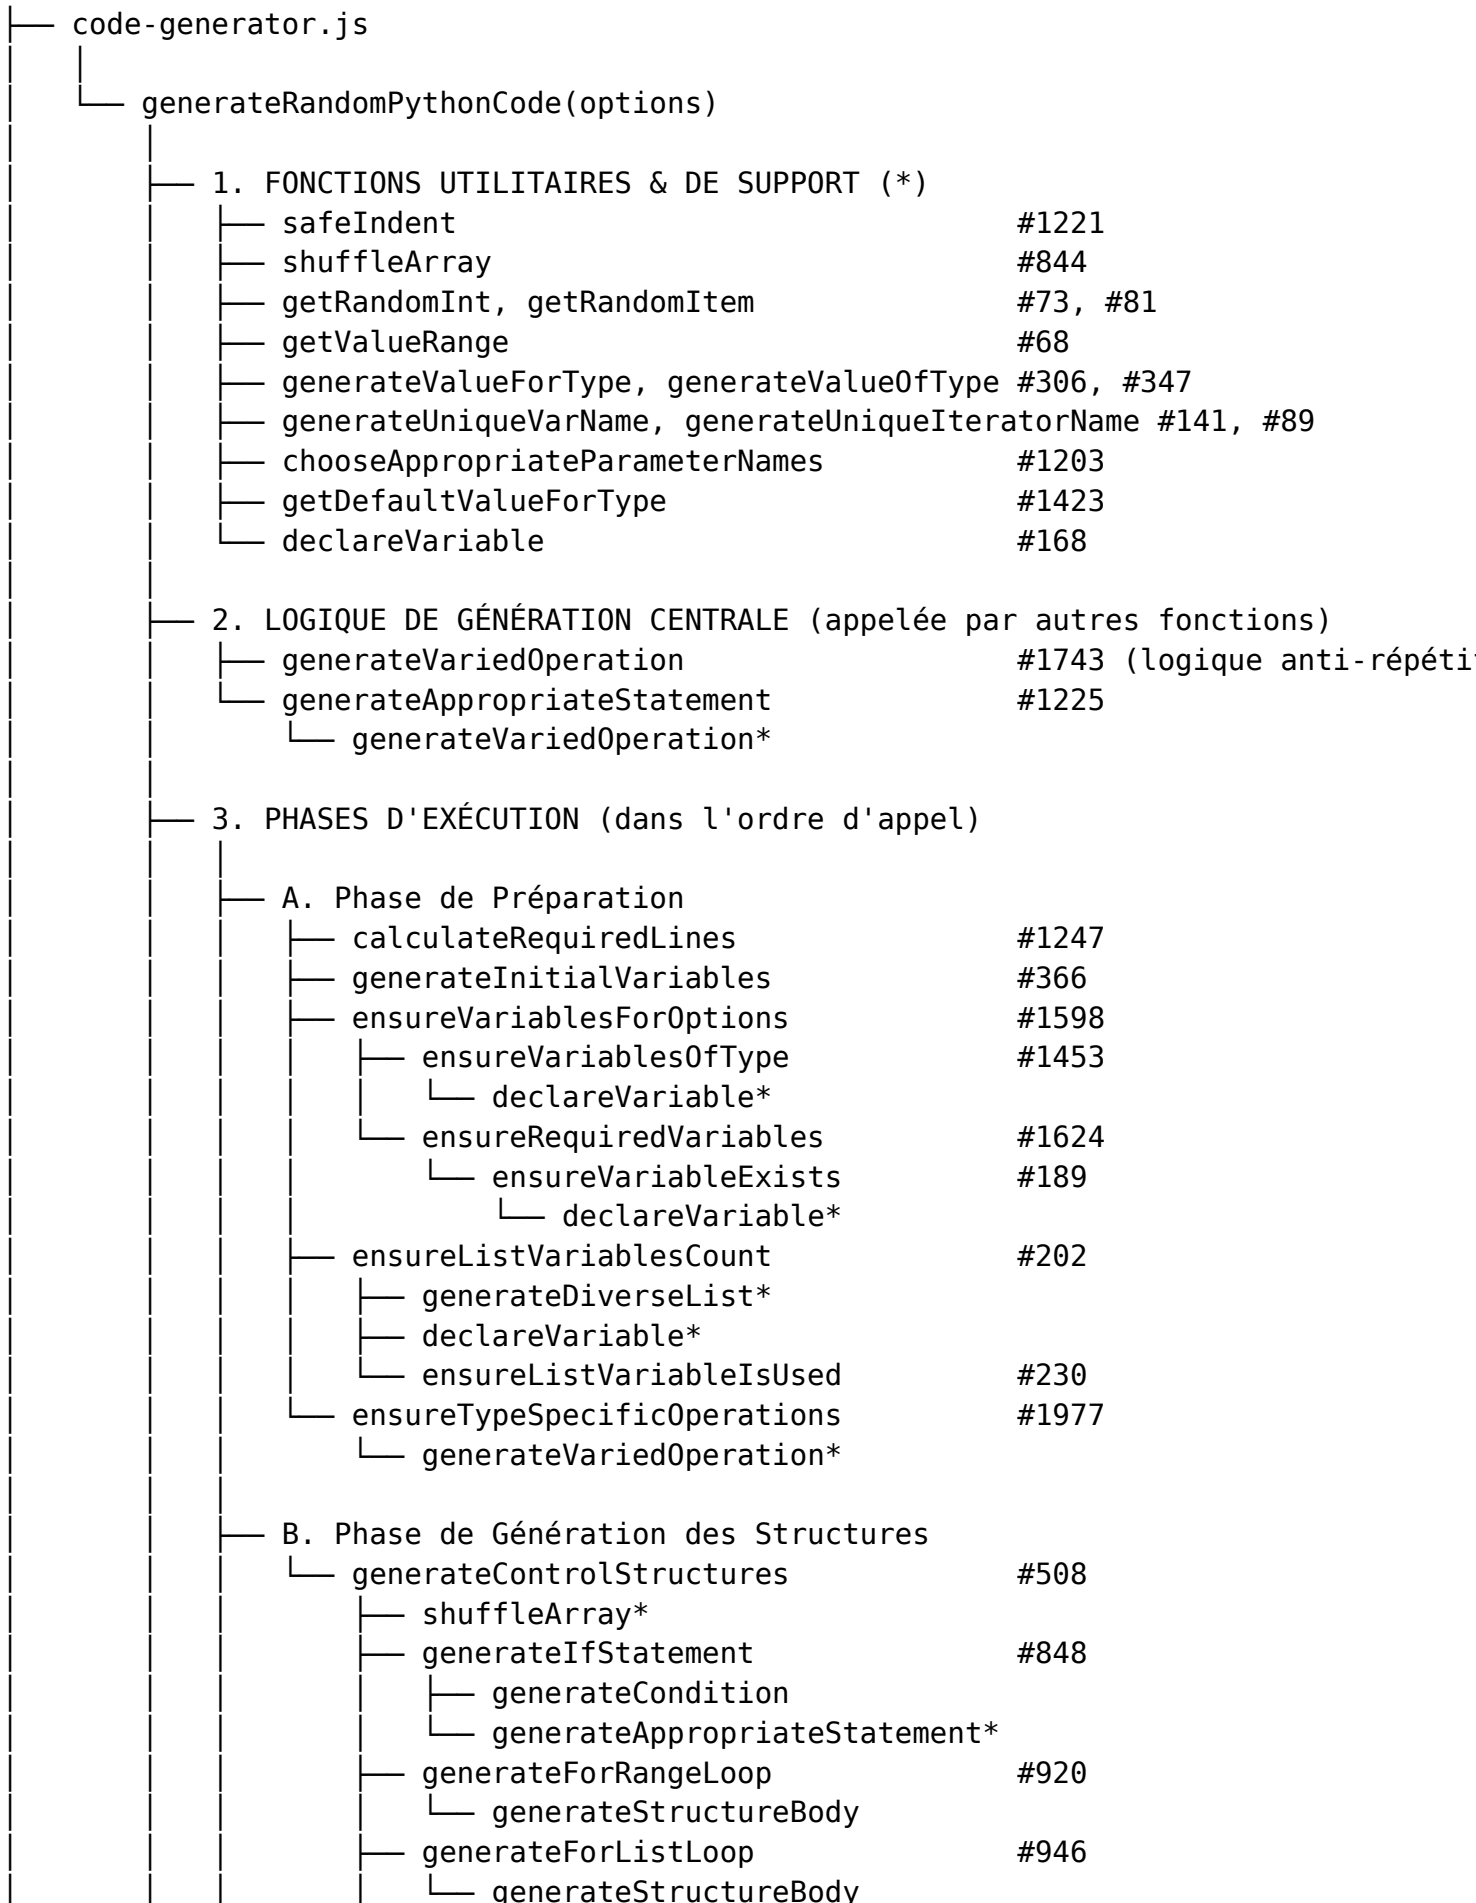 ├── code-generator.js
│   │
│   └── generateRandomPythonCode(options)
│       │
│       ├── 1. FONCTIONS UTILITAIRES & DE SUPPORT (*)
│       │   ├── safeIndent                                #1221
│       │   ├── shuffleArray                              #844
│       │   ├── getRandomInt, getRandomItem               #73, #81
│       │   ├── getValueRange                             #68
│       │   ├── generateValueForType, generateValueOfType #306, #347
│       │   ├── generateUniqueVarName, generateUniqueIteratorName #141, #89
│       │   ├── chooseAppropriateParameterNames           #1203
│       │   ├── getDefaultValueForType                    #1423
│       │   └── declareVariable                           #168
│       │
│       ├── 2. LOGIQUE DE GÉNÉRATION CENTRALE (appelée par autres fonctions)
│       │   ├── generateVariedOperation                   #1743 (logique anti-répéti
│       │   └── generateAppropriateStatement              #1225
│       │       └── generateVariedOperation*
│       │
│       ├── 3. PHASES D'EXÉCUTION (dans l'ordre d'appel)
│       │   │
│       │   ├── A. Phase de Préparation
│       │   │   ├── calculateRequiredLines                #1247
│       │   │   ├── generateInitialVariables              #366
│       │   │   ├── ensureVariablesForOptions             #1598
│       │   │   │   ├── ensureVariablesOfType             #1453
│       │   │   │   │   └── declareVariable*
│       │   │   │   └── ensureRequiredVariables           #1624
│       │   │   │       └── ensureVariableExists          #189
│       │   │   │           └── declareVariable*
│       │   │   ├── ensureListVariablesCount              #202
│       │   │   │   ├── generateDiverseList*
│       │   │   │   ├── declareVariable*
│       │   │   │   └── ensureListVariableIsUsed          #230
│       │   │   └── ensureTypeSpecificOperations          #1977
│       │   │       └── generateVariedOperation*
│       │   │
│       │   ├── B. Phase de Génération des Structures
│       │   │   └── generateControlStructures             #508
│       │   │       ├── shuffleArray*
│       │   │       ├── generateIfStatement               #848
│       │   │       │   ├── generateCondition
│       │   │       │   └── generateAppropriateStatement*
│       │   │       ├── generateForRangeLoop              #920
│       │   │       │   └── generateStructureBody
│       │   │       ├── generateForListLoop               #946
│       │   │       │   └── generateStructureBody